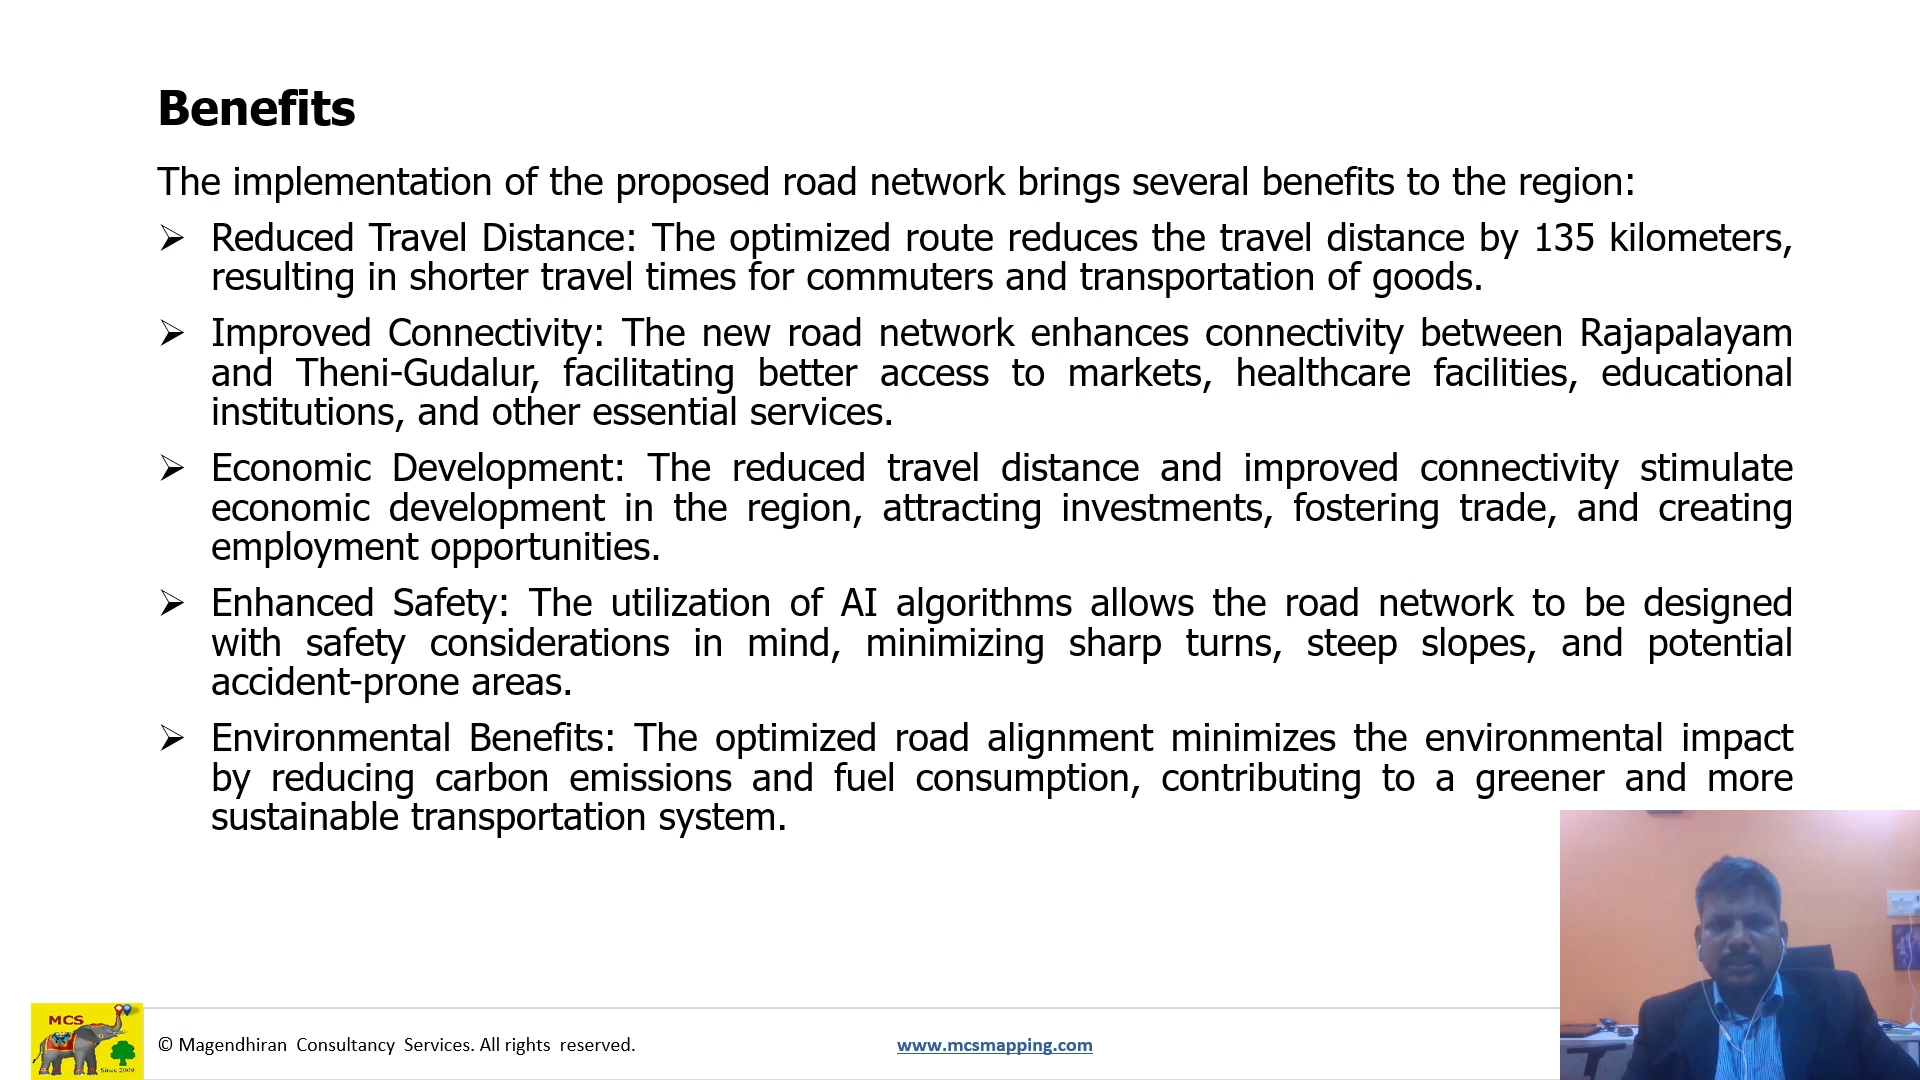 Benefits
The implementation of the proposed road network brings several benefits to the region:
➢ Reduced Travel Distance: The optimized route reduces the travel distance by 135 kilometers,
resulting in shorter travel times for commuters and transportation of goods.
➢ Improved Connectivity: The new road network enhances connectivity between Rajapalayam
and Theni-Gudalur, facilitating better access to markets, healthcare facilities, educational
institutions, and other essential services.
➢ Economic Development: The reduced travel distance and improved connectivity stimulate
economic development in the region, attracting investments, fostering trade, and creating
employment opportunities.
➢ Enhanced Safety: The utilization of AI algorithms allows the road network to be designed
with safety considerations in mind, minimizing sharp turns, steep slopes, and potential
accident-prone areas.
➢ Environmental Benefits: The optimized road alignment minimizes the environmental impact
by reducing carbon emissions and fuel consumption, contributing to a greener and more
sustainable transportation system.
MCS
Since 2009
© Magendhiran Consultancy Services. All rights reserved.
www.mcsmapping.com